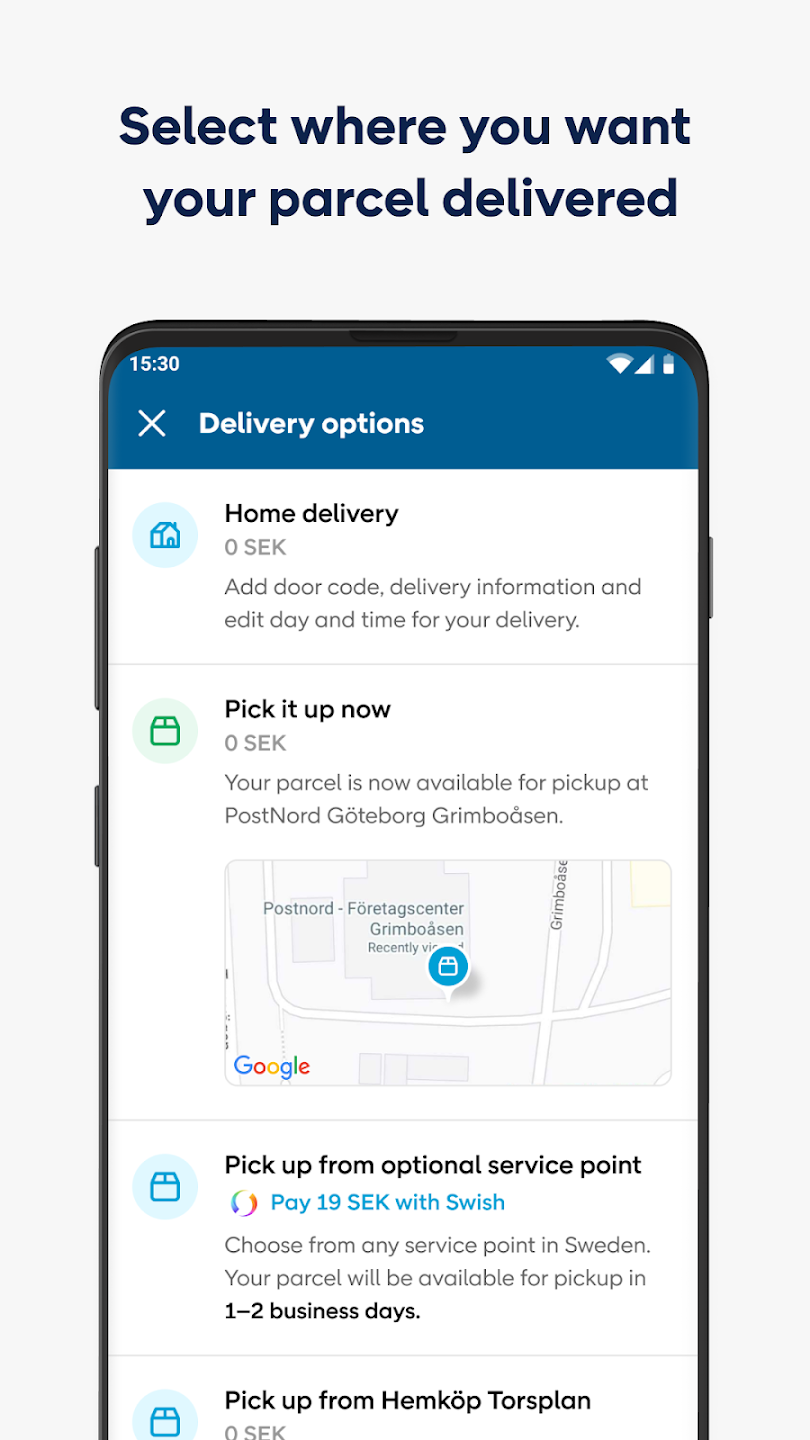 Select where you want
your parcel delivered
15:30
Delivery options
Home delivery
0 SEK
Add door code, delivery information and
edit day and time for your delivery.
Pick it up now
0 SEK
Your parcel is now available for pickup at
PostNord Göteborg Grimboåsen.
Postnord - Företagscenter
Grimboåsen
Recently
Google
Pick up from optional service point
Pay 19 SEK with Swish
Choose from any service point in Sweden.
Your parcel will be available for pickup in
1–2 business days.
Pick up from Hemköp Torsplan
0 SEK